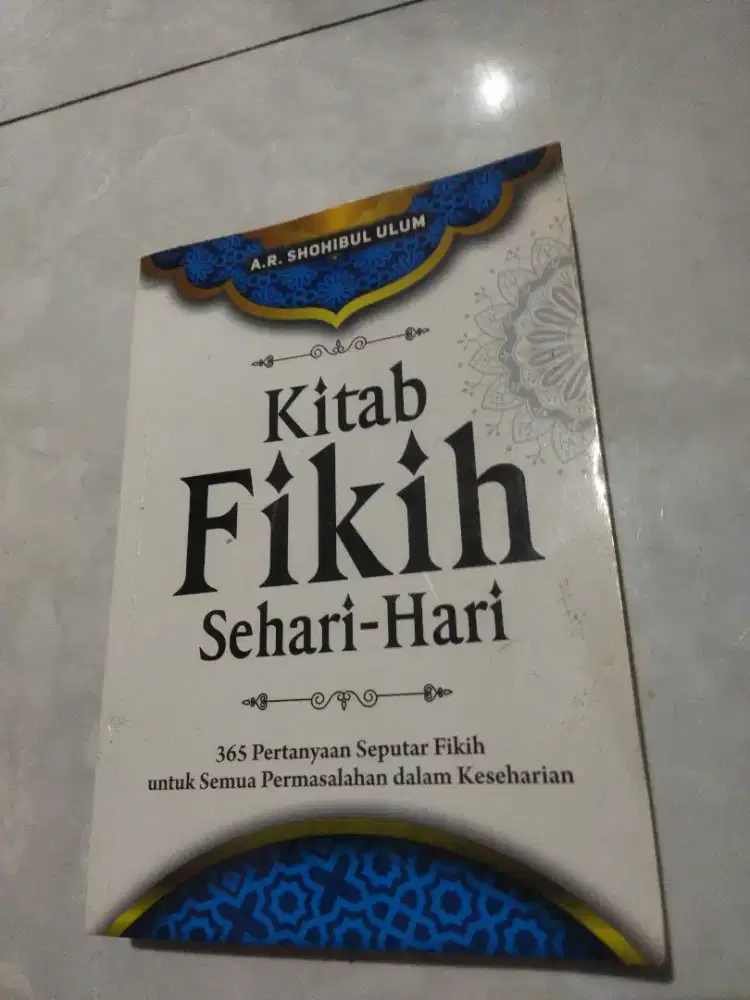 A.R. SHOHIBUL ULUM
Kitab
Fikih
Sehari-Hari
365 Pertanyaan Seputar Fikih
untuk Semua Permasalahan dalam Keseharian